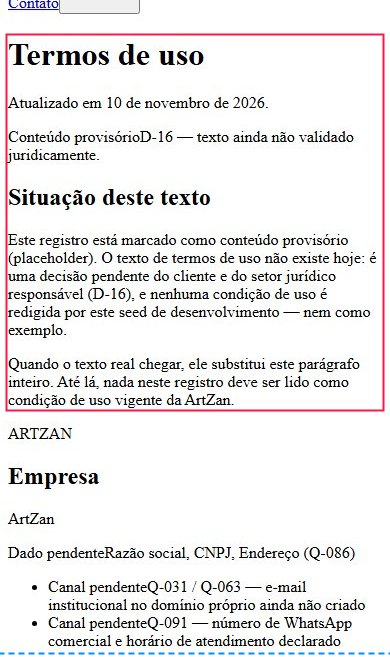 Contato
Termos de uso
Atualizado em 10 de novembro de 2026.
Conteúdo provisórioD-16 — texto ainda não validado
juridicamente.
Situação deste texto
Este registro está marcado como conteúdo provisório
(placeholder). O texto de termos de uso não existe hoje: é
uma decisão pendente do cliente e do setor jurídico
responsável (D-16), e nenhuma condição de uso é
redigida por este seed de desenvolvimento — nem como
exemplo.
Quando o texto real chegar, ele substitui este parágrafo
inteiro. Até lá, nada neste registro deve ser lido como
condição de uso vigente da ArtZan.
ARTZAN
Empresa
ArtZan
Dado pendenteRazão social, CNPJ, Endereço (Q-086)
• Canal pendenteQ-031 / Q-063 — e-mail
institucional no domínio próprio ainda não criado
• Canal pendenteQ-091 — número de WhatsApp
comercial e horário de atendimento declarado